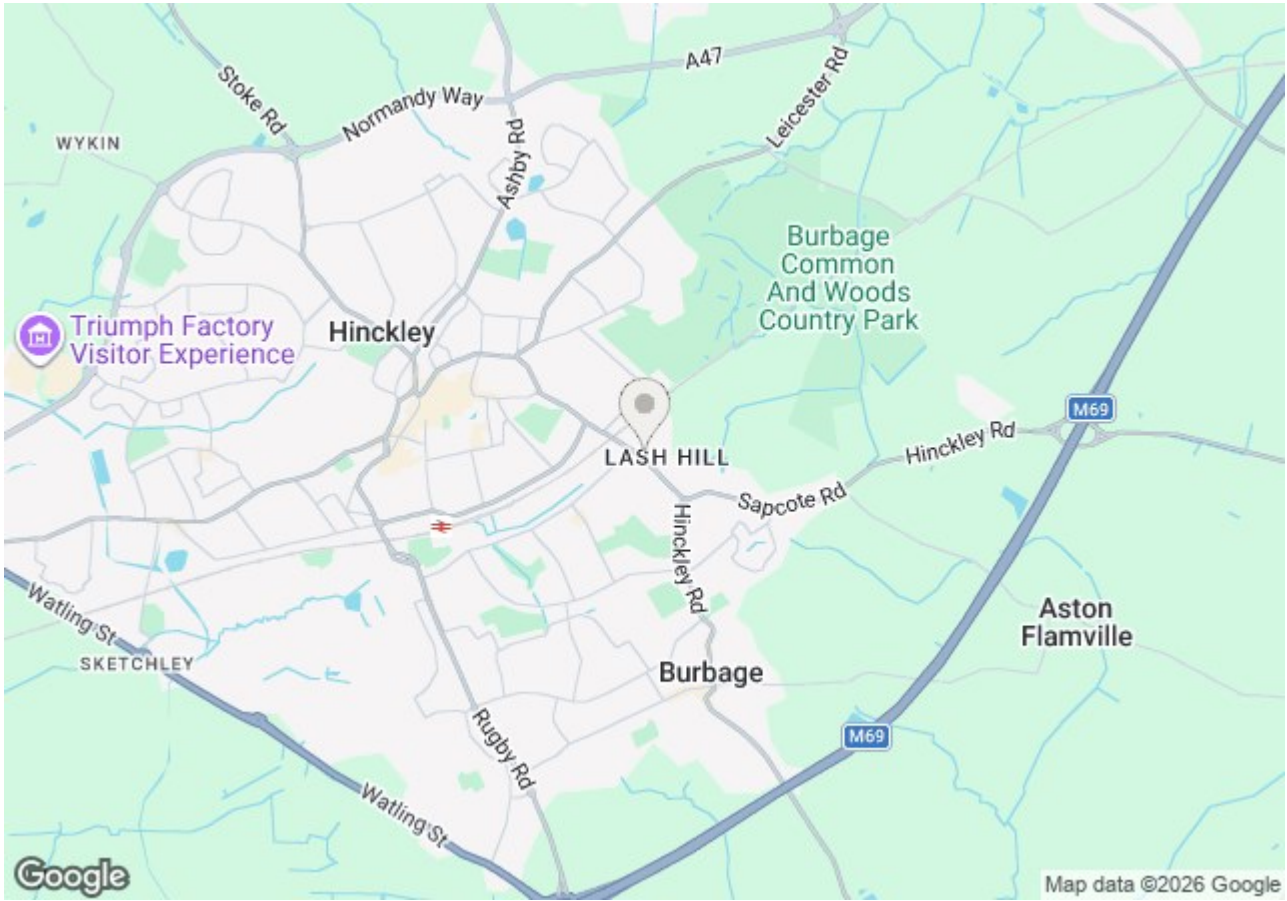 A47
Leicester Rd
Stoke Rd
Normandy Way
WYKIN
Ashby Rd
Burbage
Common
And Woods
Country Park
Triumph Factory
Visitor Experience
Hinckley
M69
LASH HILL
Hinckley Rd
Sapcote Rd
Hinckley Rd
Watling St
Aston
Flamville
SKETCHLEY
Burbage
Rugby Rd
M69
Watling St
Google
Map data ©2026 Google